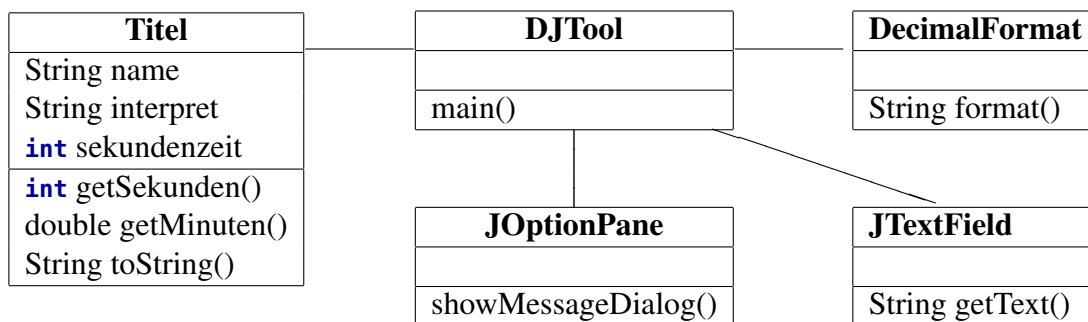 Titel
String name
String interpret
int sekundenzeit
int getSekunden()
double getMinuten()
String toString()
DJTool
main()
DecimalFormat
String format()
JOptionPane
showMessageDialog()
JTextField
String getText()